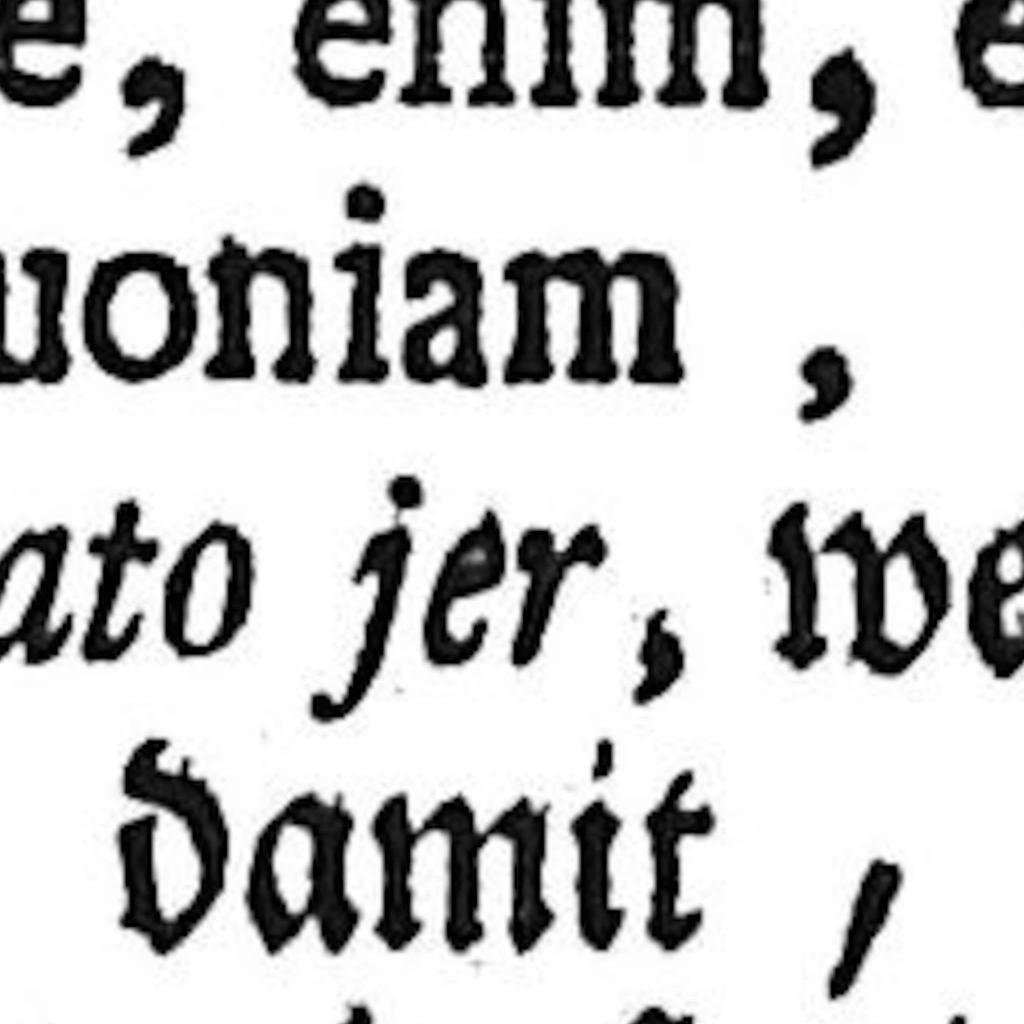 e, enim, e
uoniam ,
ato jer, we
damit ,